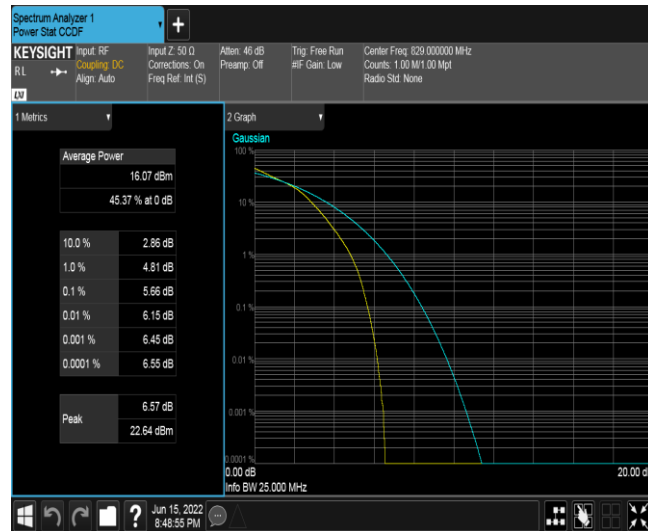 Spectrum Analyzer 1
Power Stat CCDF
+
KEYSIGHT
RL
LXI
Input: RF
Coupling: DC
Align: Auto
Input Z: 50 Ω
Corrections: On
Freq Ref: Int (S)
Atten: 46 dB
Preamp: Off
Trig: Free Run
#IF Gain: Low
Center Freq: 829.000000 MHz
Counts: 1.00 M/1.00 Mpt
Radio Std: None
1 Metrics
Average Power
16.07 dBm
45.37 % at 0 dB
10.0 % 2.86 dB
1.0 % 4.81 dB
0.1 % 5.66 dB
0.01 % 6.15 dB
0.001 % 6.45 dB
0.0001 % 6.55 dB
Peak
6.57 dB
22.64 dBm
2 Graph
Gaussian
100 %
10 %
1 %
0.1 %
0.01 %
0.001 %
0.0001 %
0.00 dB
20.00 d
Info BW 25.000 MHz
?
Jun 15, 2022
8:48:55 PM